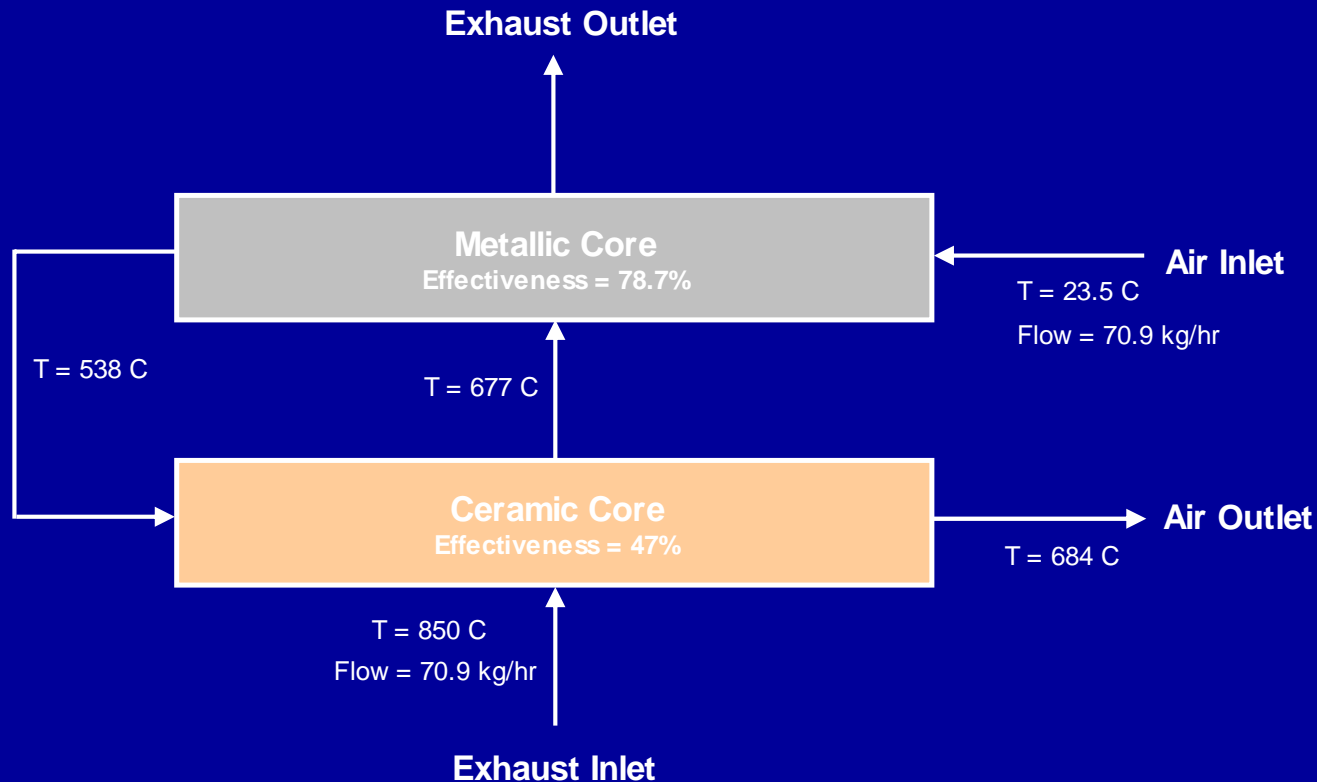 Exhaust Outlet
Metallic Core
Effectiveness = 78.7%
Air Inlet
T = 23.5 C
Flow = 70.9 kg/hr
T = 538 C
T = 677 C
Ceramic Core
Effectiveness = 47%
Air Outlet
T = 684 C
T = 850 C
Flow = 70.9 kg/hr
Exhaust Inlet